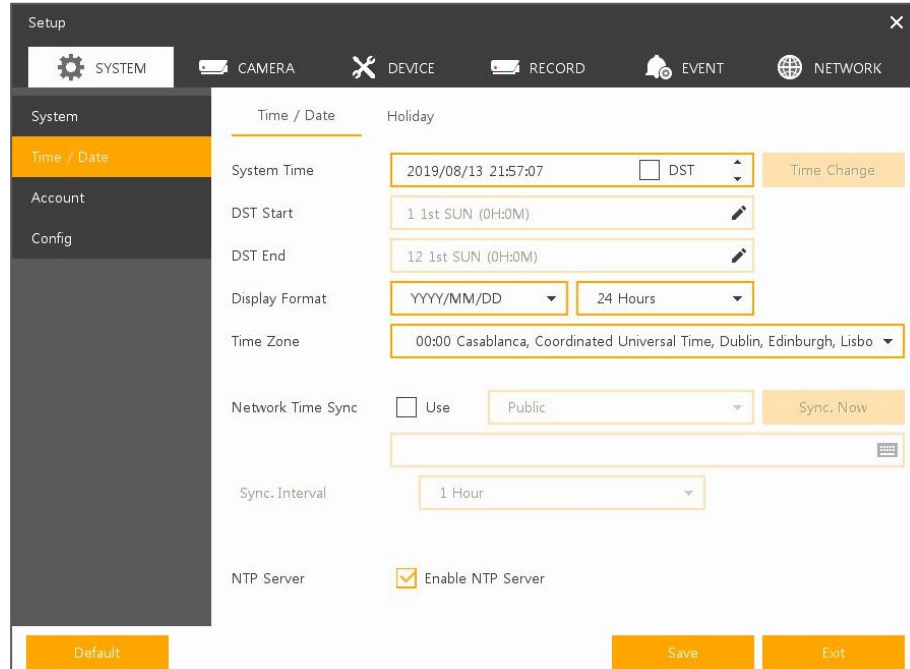 Setup
SYSTEM CAMERA DEVICE RECORD EVENT NETWORK
System
Time / Date
Account
Config
Time / Date Holiday
System Time 2019/08/13 21:57:07 DST Time Change
DST Start 1 1st SUN (0H:0M)
DST End 12 1st SUN (0H:0M)
Display Format YYYY/MM/DD 24 Hours
Time Zone 00:00 Casablanca, Coordinated Universal Time, Dublin, Edinburgh, Lisbo
Network Time Sync Use Public Sync. Now
Sync. Interval 1 Hour
NTP Server Enable NTP Server
Default Save Exit